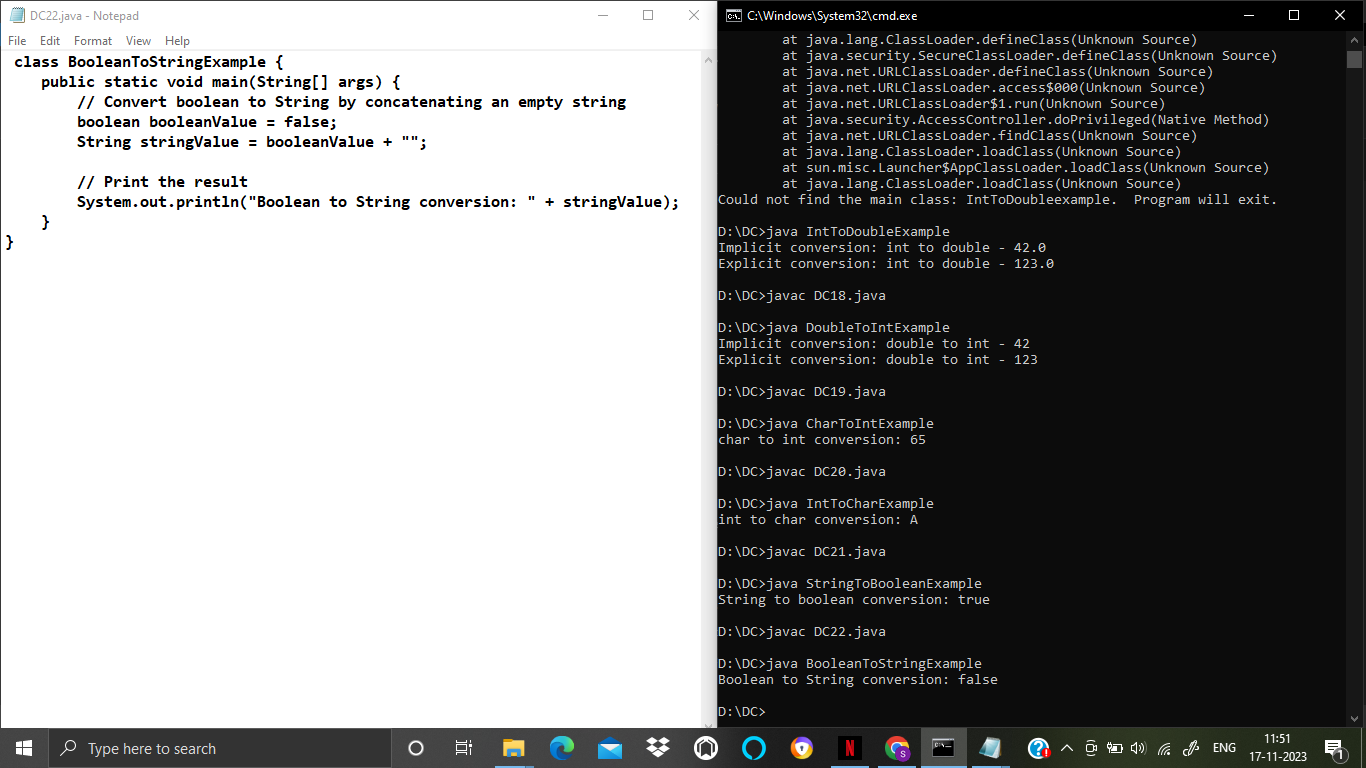 DC22.java - Notepad
File Edit Format View Help
class BooleanToStringExample {
public static void main(String[] args) {
// Convert boolean to String by concatenating an empty string
boolean booleanValue = false;
String stringValue = booleanValue + "";
// Print the result
System.out.println("Boolean to String conversion: " + stringValue);
}
}
C:\Windows\System32\cmd.exe
at java.lang.ClassLoader.defineClass(Unknown Source)
at java.security.SecureClassLoader.defineClass(Unknown Source)
at java.net.URLClassLoader.defineClass(Unknown Source)
at java.net.URLClassLoader.access$000(Unknown Source)
at java.net.URLClassLoader$1.run(Unknown Source)
at java.security.AccessController.doPrivileged(Native Method)
at java.net.URLClassLoader.findClass(Unknown Source)
at java.lang.ClassLoader.loadClass(Unknown Source)
at sun.misc.Launcher$AppClassLoader.loadClass(Unknown Source)
at java.lang.ClassLoader.loadClass(Unknown Source)
Could not find the main class: IntToDoubleexample.  Program will exit.
D:\DC>java IntToDoubleExample
Implicit conversion: int to double - 42.0
Explicit conversion: int to double - 123.0
D:\DC>javac DC18.java
D:\DC>java DoubleToIntExample
Implicit conversion: double to int - 42
Explicit conversion: double to int - 123
D:\DC>javac DC19.java
D:\DC>java CharToIntExample
char to int conversion: 65
D:\DC>javac DC20.java
D:\DC>java IntToCharExample
int to char conversion: A
D:\DC>javac DC21.java
D:\DC>java StringToBooleanExample
String to boolean conversion: true
D:\DC>javac DC22.java
D:\DC>java BooleanToStringExample
Boolean to String conversion: false
D:\DC>
Type here to search
ENG
11:51
17-11-2023
1